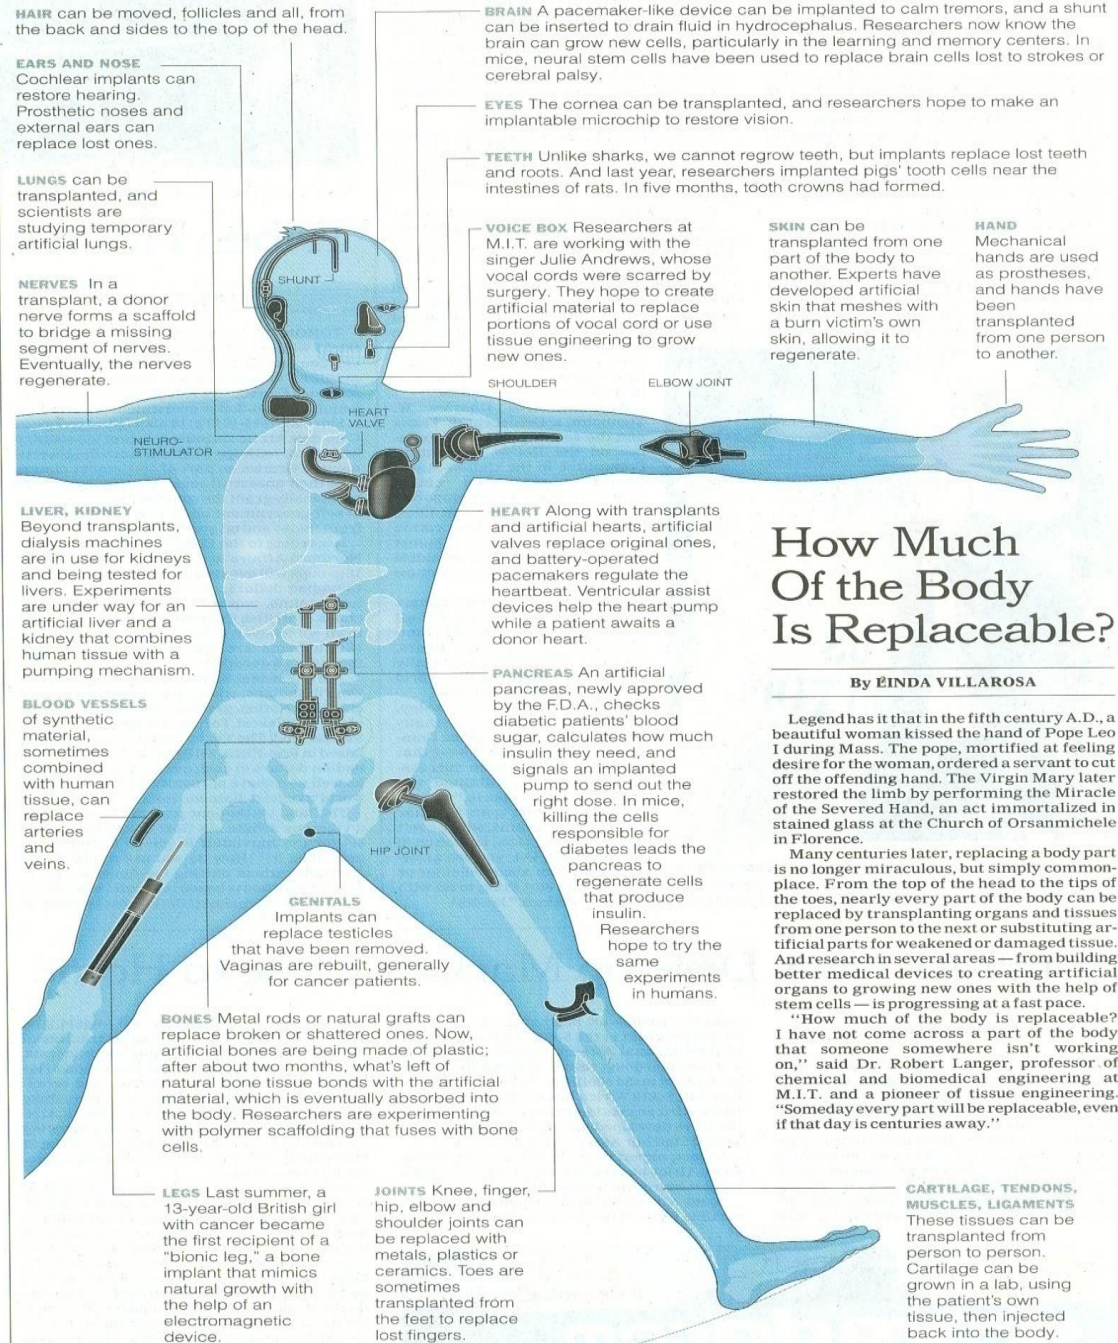 HAIR can be moved, follicles and all, from
the back and sides to the top of the head.
EARS AND NOSE
Cochlear implants can
restore hearing.
Prosthetic noses and
external ears can
replace lost ones.
LUNGS can be
transplanted, and
scientists are
studying temporary
artificial lungs.
NERVES In a
transplant, a donor
nerve forms a scaffold
to bridge a missing
segment of nerves.
Eventually, the nerves
regenerate.
BRAIN A pacemaker-like device can be implanted to calm tremors, and a shunt
can be inserted to drain fluid in hydrocephalus. Researchers now know the
brain can grow new cells, particularly in the learning and memory centers. In
mice, neural stem cells have been used to replace brain cells lost to strokes or
cerebral palsy.
EYES The cornea can be transplanted, and researchers hope to make an
implantable microchip to restore vision.
TEETH Unlike sharks, we cannot regrow teeth, but implants replace lost teeth
and roots. And last year, researchers implanted pigs' tooth cells near the
intestines of rats. In five months, tooth crowns had formed.
VOICE BOX Researchers at
M.I.T. are working with the
singer Julie Andrews, whose
vocal cords were scarred by
surgery. They hope to create
artificial material to replace
portions of vocal cord or use
tissue engineering to grow
new ones.
SKIN can be
transplanted from one
part of the body to
another. Experts have
developed artificial
skin that meshes with
a burn victim's own
skin, allowing it to
regenerate.
HAND
Mechanical
hands are used
as prostheses,
and hands have
been
transplanted
from one person
to another.
SHUNT
SHOULDER
ELBOW JOINT
HEART
VALVE
NEURO-
STIMULATOR
LIVER, KIDNEY
Beyond transplants,
dialysis machines
are in use for kidneys
and being tested for
livers. Experiments
are under way for an
artificial liver and a
kidney that combines
human tissue with a
pumping mechanism.
BLOOD VESSELS
of synthetic
material,
sometimes
combined
with human
tissue, can
replace
arteries
and
veins.
HEART Along with transplants
and artificial hearts, artificial
valves replace original ones,
and battery-operated
pacemakers regulate the
heartbeat. Ventricular assist
devices help the heart pump
while a patient awaits a
donor heart.
PANCREAS An artificial
pancreas, newly approved
by the F.D.A., checks
diabetic patients' blood
sugar, calculates how much
insulin they need, and
signals an implanted
pump to send out the
right dose. In mice,
killing the cells
responsible for
diabetes leads the
pancreas to
regenerate cells
that produce
insulin.
Researchers
hope to try the
same
experiments
in humans.
HIP JOINT
GENITALS
Implants can
replace testicles
that have been removed.
Vaginas are rebuilt, generally
for cancer patients.
BONES Metal rods or natural grafts can
replace broken or shattered ones. Now,
artificial bones are being made of plastic;
after about two months, what's left of
natural bone tissue bonds with the artificial
material, which is eventually absorbed into
the body. Researchers are experimenting
with polymer scaffolding that fuses with bone
cells.
LEGS Last summer, a
13-year-old British girl
with cancer became
the first recipient of a
"bionic leg," a bone
implant that mimics
natural growth with
the help of an
electromagnetic
device.
JOINTS Knee, finger,
hip, elbow and
shoulder joints can
be replaced with
metals, plastics or
ceramics. Toes are
sometimes
transplanted from
the feet to replace
lost fingers.
CARTILAGE, TENDONS,
MUSCLES, LIGAMENTS
These tissues can be
transplanted from
person to person.
Cartilage can be
grown in a lab, using
the patient's own
tissue, then injected
back into the body.
How Much
Of the Body
Is Replaceable?
By LINDA VILLAROSA
Legend has it that in the fifth century A.D., a
beautiful woman kissed the hand of Pope Leo
I during Mass. The pope, mortified at feeling
desire for the woman, ordered a servant to cut
off the offending hand. The Virgin Mary later
restored the limb by performing the Miracle
of the Severed Hand, an act immortalized in
stained glass at the Church of Orsanmichele
in Florence.
Many centuries later, replacing a body part
is no longer miraculous, but simply common-
place. From the top of the head to the tips of
the toes, nearly every part of the body can be
replaced by transplanting organs and tissues
from one person to the next or substituting ar-
tificial parts for weakened or damaged tissue.
And research in several areas — from building
better medical devices to creating artificial
organs to growing new ones with the help of
stem cells — is progressing at a fast pace.
"How much of the body is replaceable?
I have not come across a part of the body
that someone somewhere isn't working
on," said Dr. Robert Langer, professor of
chemical and biomedical engineering at
M.I.T. and a pioneer of tissue engineering.
"Someday every part will be replaceable, even
if that day is centuries away."